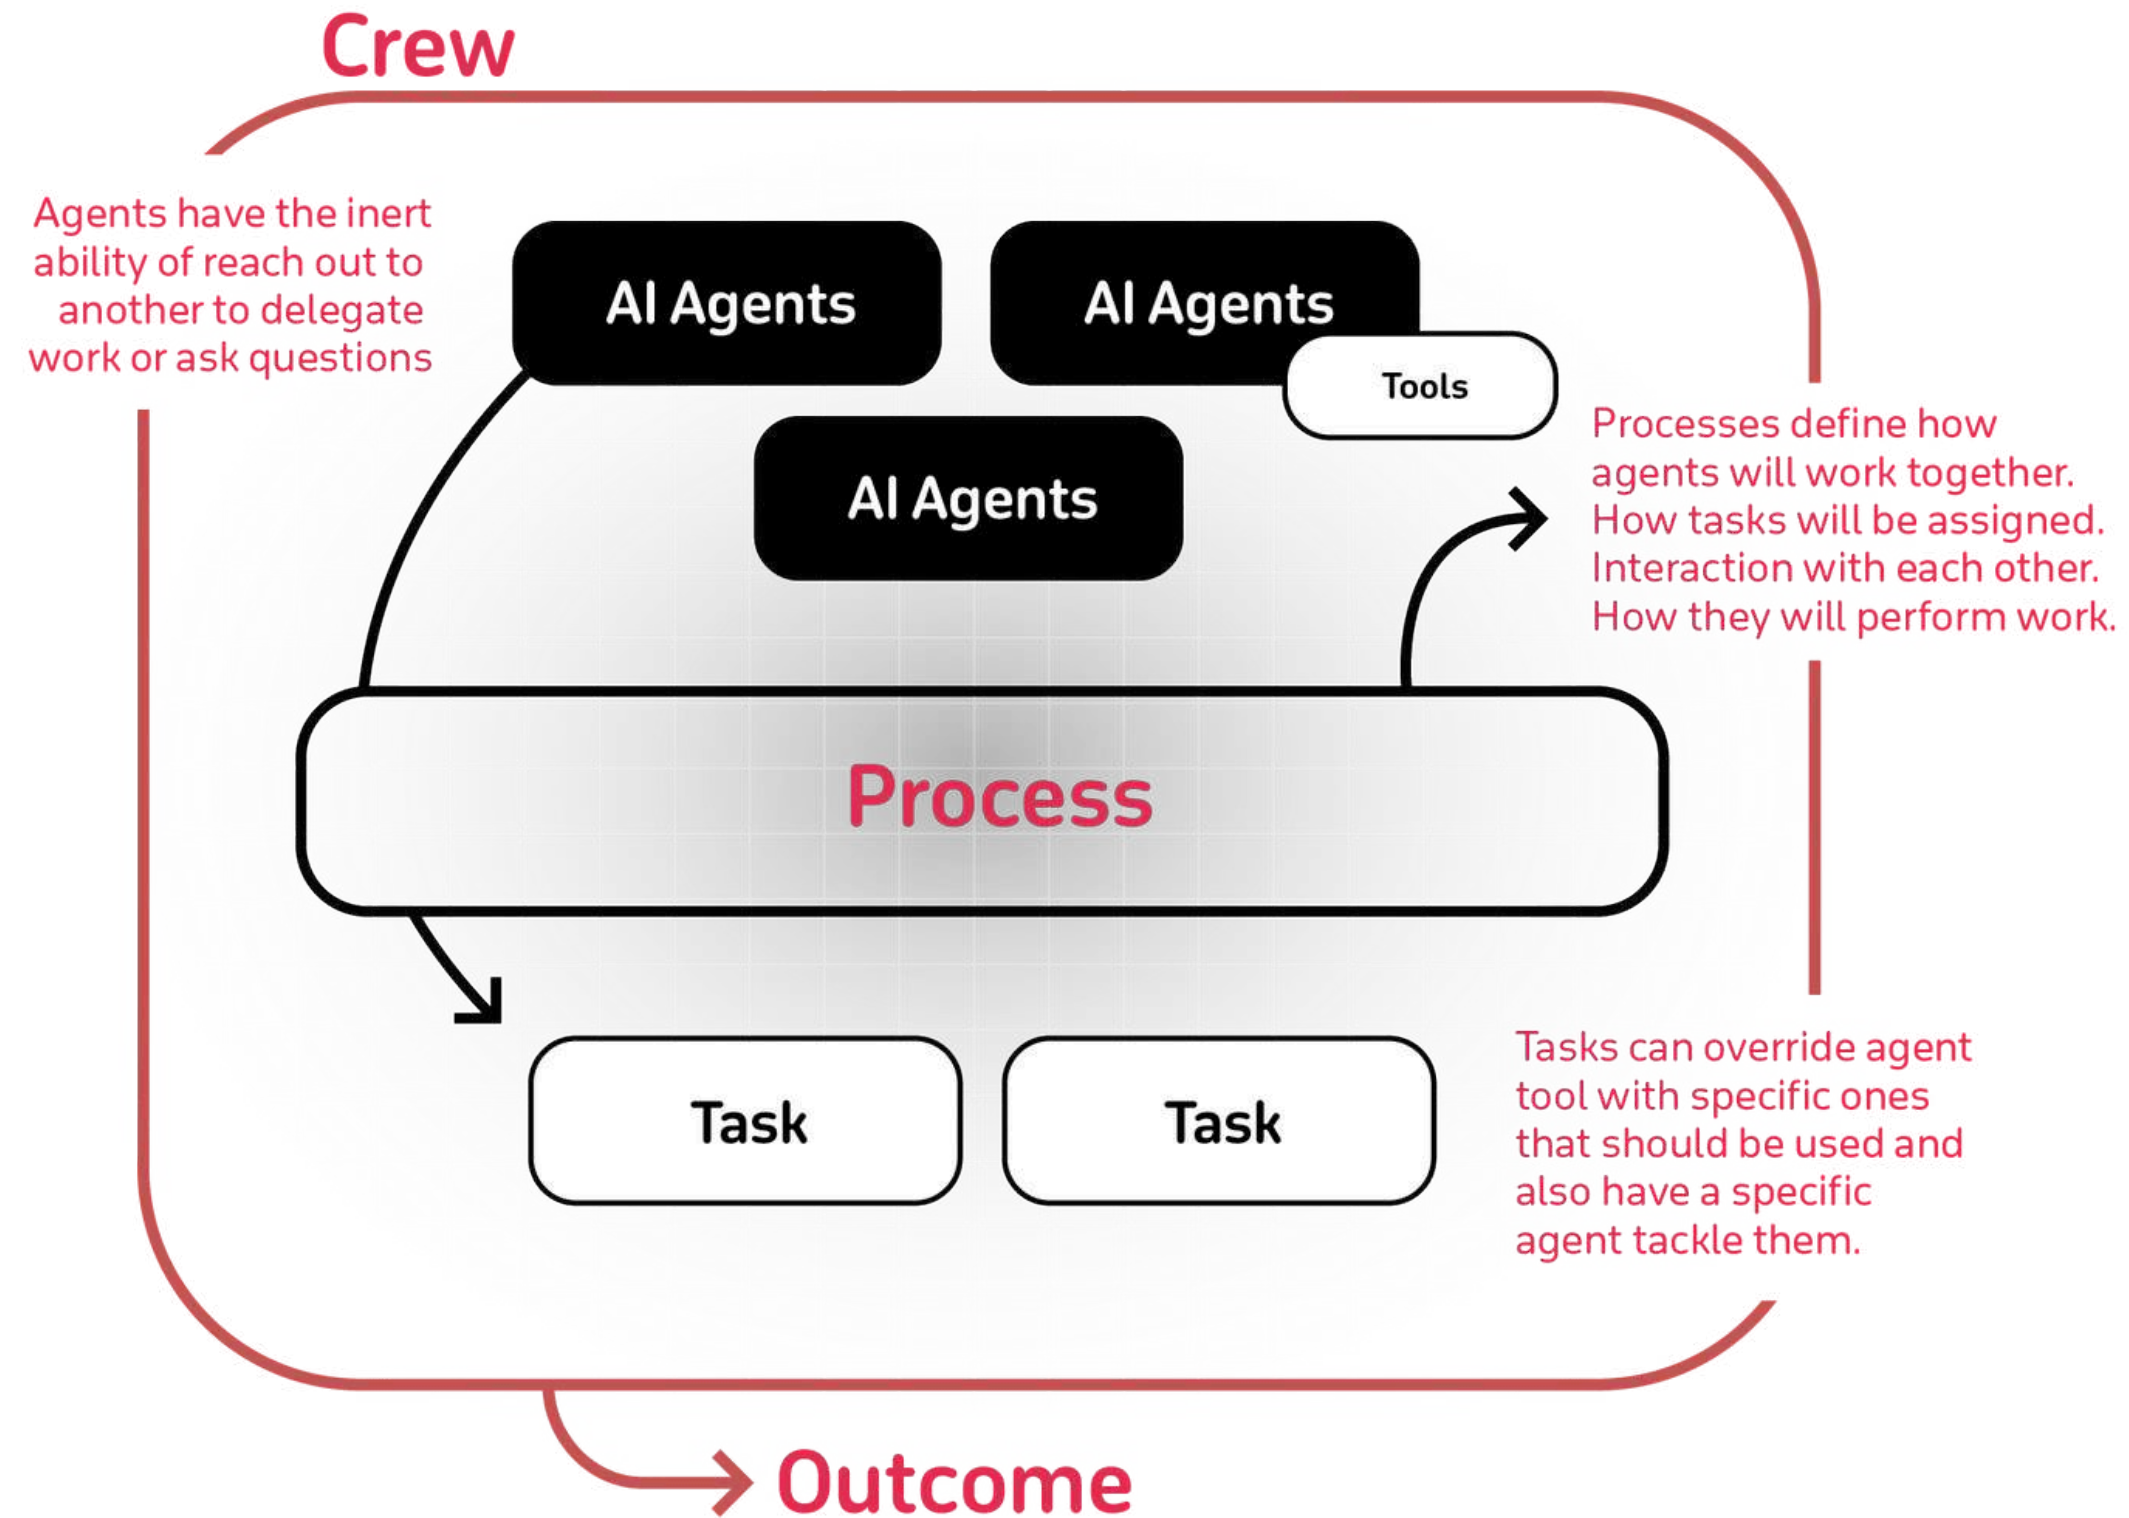 Crew
Agents have the inert
ability of reach out to
another to delegate
work or ask questions
AI Agents
AI Agents
Tools
AI Agents
Processes define how
agents will work together.
How tasks will be assigned.
Interaction with each other.
How they will perform work.
Process
Task
Task
Tasks can override agent
tool with specific ones
that should be used and
also have a specific
agent tackle them.
Outcome